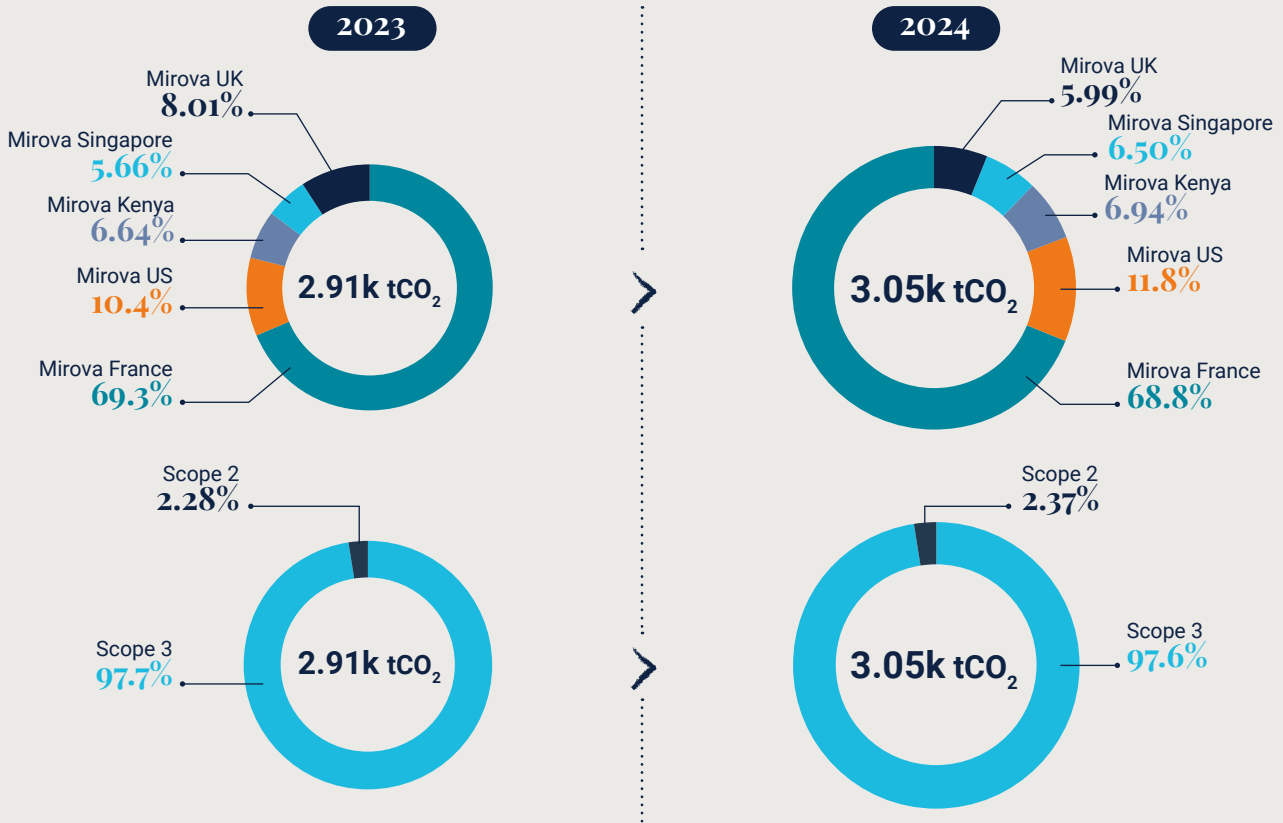 2023
Mirova UK
8.01%
Mirova Singapore
5.66%
Mirova Kenya
6.64%
Mirova US
10.4%
Mirova France
69.3%
2.91k tCO₂
Scope 2
2.28%
Scope 3
97.7%
2.91k tCO₂
2024
Mirova UK
5.99%
Mirova Singapore
6.50%
Mirova Kenya
6.94%
Mirova US
11.8%
Mirova France
68.8%
3.05k tCO₂
Scope 2
2.37%
Scope 3
97.6%
3.05k tCO₂